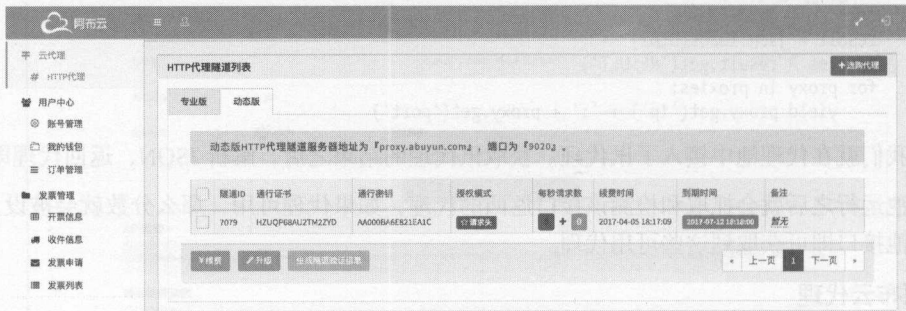 阿布云
云代理
# HTTP代理
用户中心
账号管理
我的钱包
订单管理
发票管理
开票信息
收件信息
发票申请
发票列表
HTTP代理隧道列表
+选购代理
专业版 动态版
动态版HTTP代理隧道服务器地址为『proxy.abuyun.com』，端口为『9020』。
隧道ID 通行证书 通行密钥 授权模式 每秒请求数 续费时间 到期时间 备注
7079 HZUQP68AU2TM2ZYD AA000BA6E821EA1C 请求头 + 0 2017-04-05 18:17:09 2017-07-12 18:18:00 暂无
¥续费 升级
« 上一页 1 下一页 »